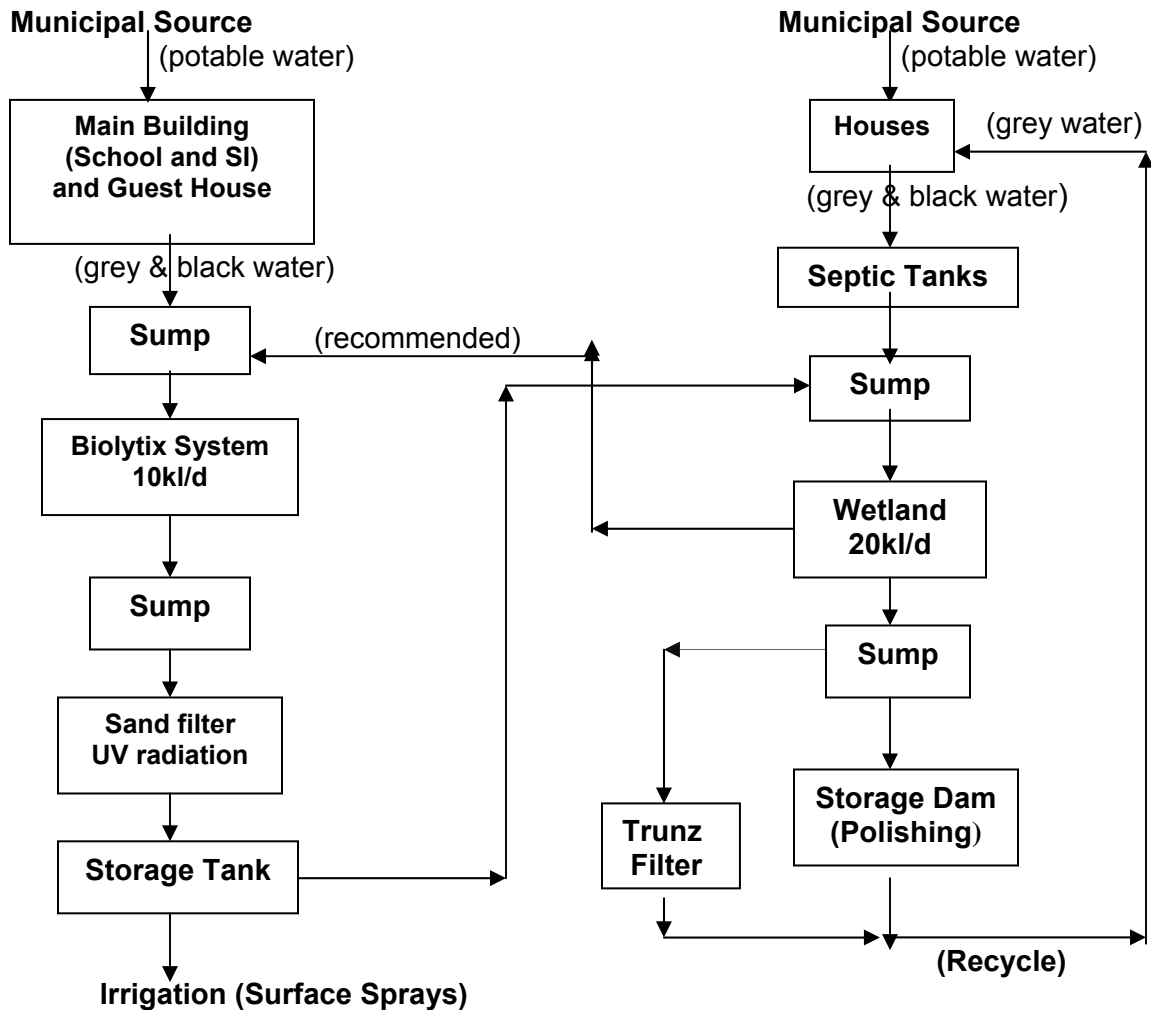 Municipal Source
(potable water)
Main Building
(School and SI)
and Guest House
(grey & black water)
Sump
(recommended)
Biolytix System
10kl/d
Sump
Sand filter
UV radiation
Storage Tank
Irrigation (Surface Sprays)
Municipal Source
(potable water)
Houses
(grey water)
(grey & black water)
Septic Tanks
Sump
Wetland
20kl/d
Sump
Storage Dam
(Polishing)
Trunz
Filter
(Recycle)